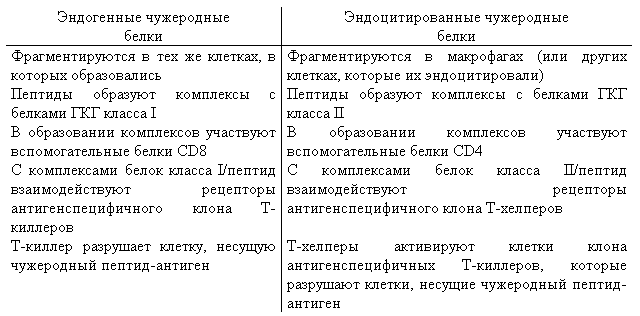 Эндогенные чужеродные
белки
Фрагментируются в тех же клетках, в
которых образовались
Пептиды образуют комплексы с
белками ГКГ класса I
В образовании комплексов участвуют
вспомогательные белки CD8
С комплексами белок класса I/пептид
взаимодействуют рецепторы
антигенспецифичного клона Т-
киллеров
Т-киллер разрушает клетку, несущую
чужеродный пептид-антиген
Эндоцитированные чужеродные
белки
Фрагментируются в макрофагах (или других
клетках, которые их эндоцитировали)
Пептиды образуют комплексы с белками ГКГ
класса II
В образовании комплексов участвуют
вспомогательные белки CD4
С комплексами белок класса II/пептид
взаимодействуют рецепторы
антигенспецифичного клона Т-хелперов
Т-хелперы активируют клетки клона
антигенспецифичных Т-киллеров, которые
разрушают клетки, несущие чужеродный пептид-
антиген